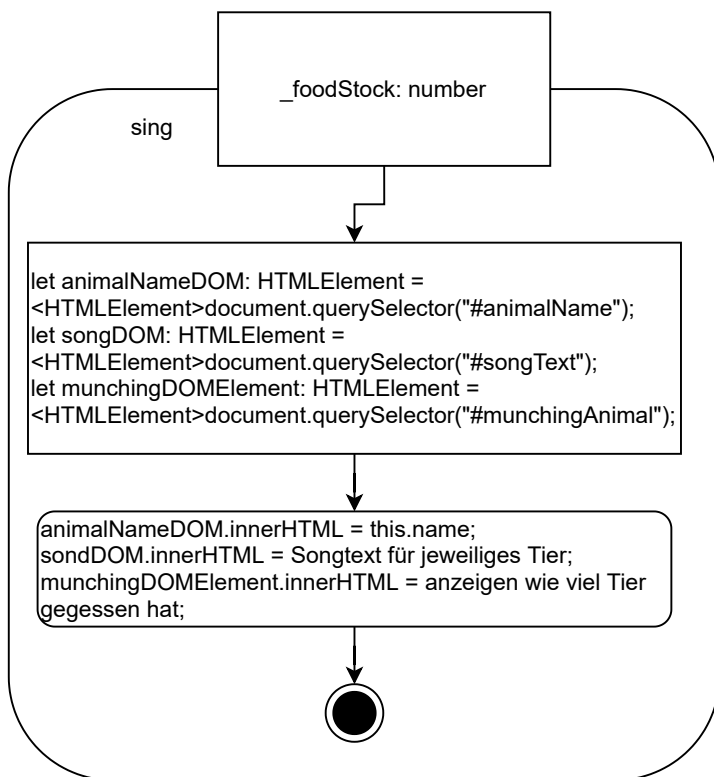 _foodStock: number
sing
let animalNameDOM: HTMLElement =
<HTMLElement>document.querySelector("#animalName");
let songDOM: HTMLElement =
<HTMLElement>document.querySelector("#songText");
let munchingDOMElement: HTMLElement =
<HTMLElement>document.querySelector("#munchingAnimal");
animalNameDOM.innerHTML = this.name;
sondDOM.innerHTML = Songtext für jeweiliges Tier;
munchingDOMElement.innerHTML = anzeigen wie viel Tier
gegessen hat;